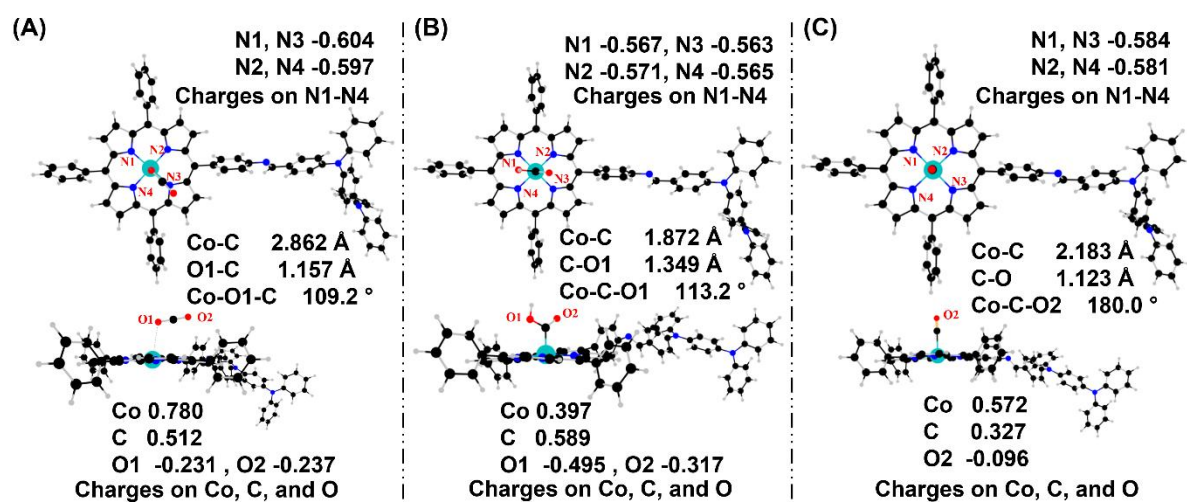 (A)
N1, N3 -0.604
N2, N4 -0.597
Charges on N1-N4
N1
N2
N3
N4
Co-C 2.862 Å
O1-C 1.157 Å
Co-O1-C 109.2 °
O1
O2
Co 0.780
C 0.512
O1 -0.231 , O2 -0.237
Charges on Co, C, and O
(B)
N1 -0.567, N3 -0.563
N2 -0.571, N4 -0.565
Charges on N1-N4
N1
N2
N3
N4
Co-C 1.872 Å
C-O1 1.349 Å
Co-C-O1 113.2 °
O1
O2
Co 0.397
C 0.589
O1 -0.495 , O2 -0.317
Charges on Co, C, and O
(C)
N1, N3 -0.584
N2, N4 -0.581
Charges on N1-N4
N1
N2
N3
N4
Co-C 2.183 Å
C-O 1.123 Å
Co-C-O2 180.0 °
O2
Co 0.572
C 0.327
O2 -0.096
Charges on Co, C, and O